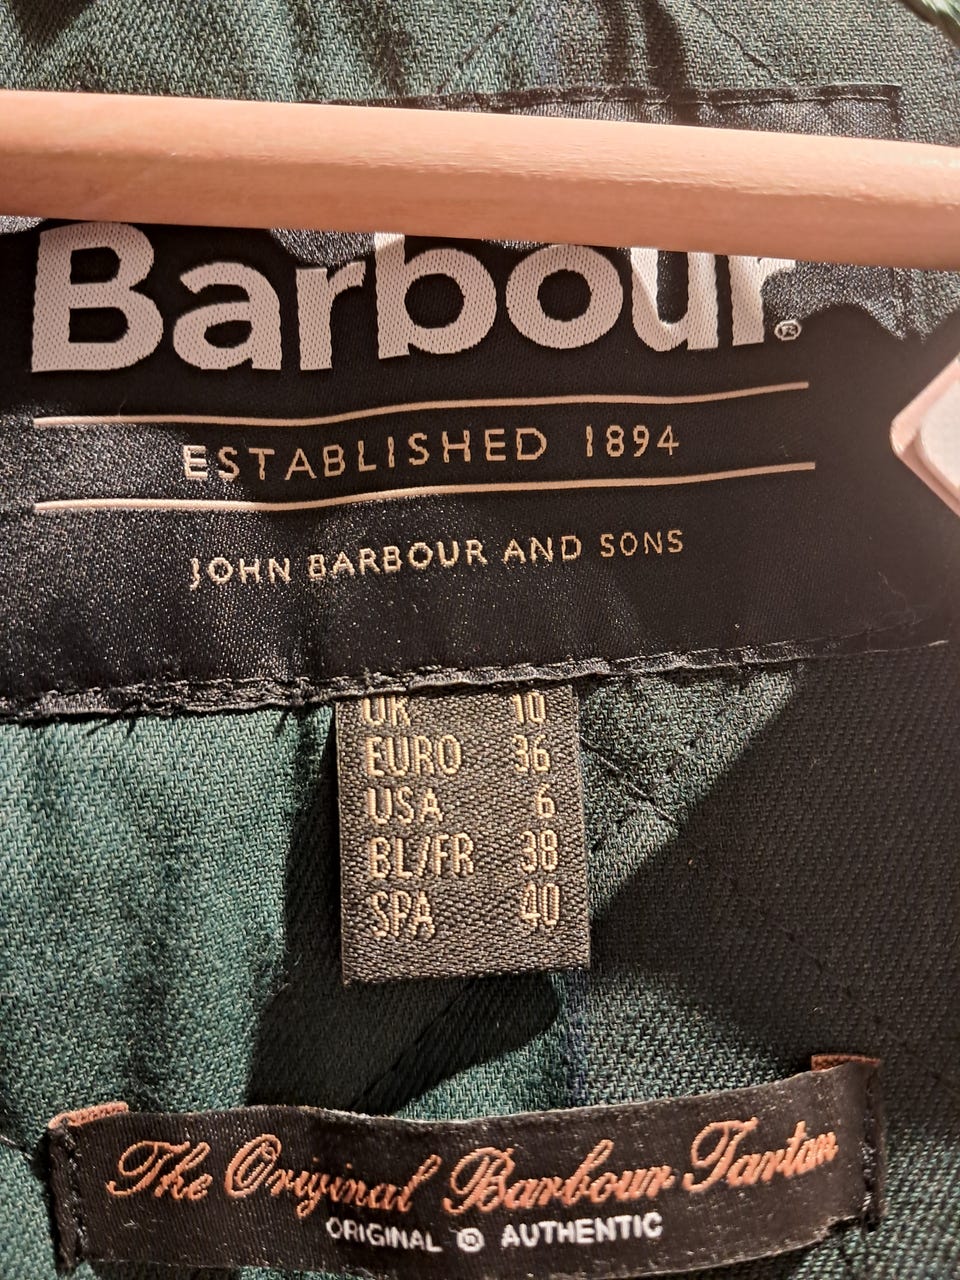 Barbour®
ESTABLISHED 1894
JOHN BARBOUR AND SONS
UK 10
EURO 36
USA 6
BL/FR 38
SPA 40
The Original Barbour Tartan
ORIGINAL ® AUTHENTIC